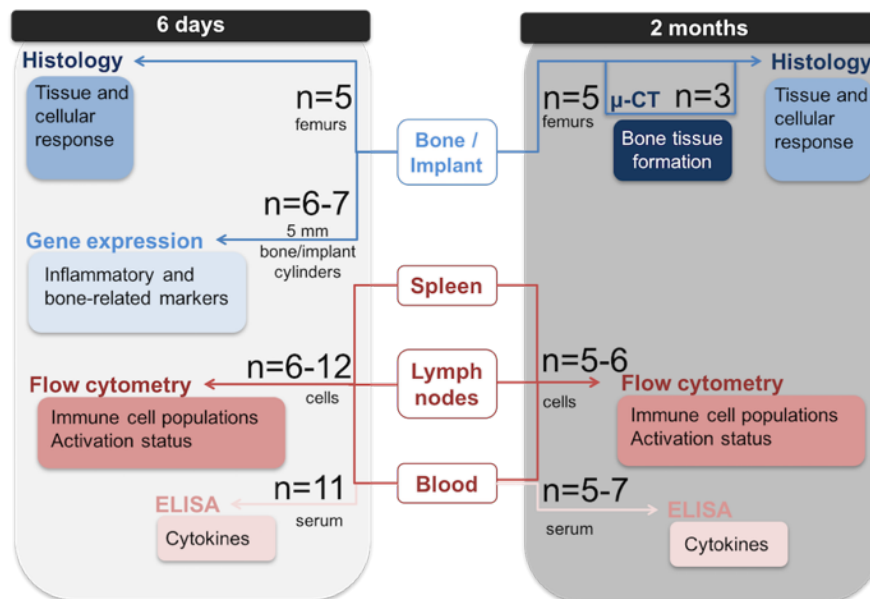 6 days
Histology
Tissue and
cellular
response
n=5
femurs
n=6-7
5 mm
bone/implant
cylinders
Gene expression
Inflammatory and
bone-related markers
n=6-12
cells
Flow cytometry
Immune cell populations
Activation status
n=11
serum
ELISA
Cytokines
Bone /
Implant
Spleen
Lymph
nodes
Blood
2 months
n=5
femurs
μ-CT n=3
Bone tissue
formation
Histology
Tissue and
cellular
response
n=5-6
cells
Flow cytometry
Immune cell populations
Activation status
n=5-7
serum
ELISA
Cytokines